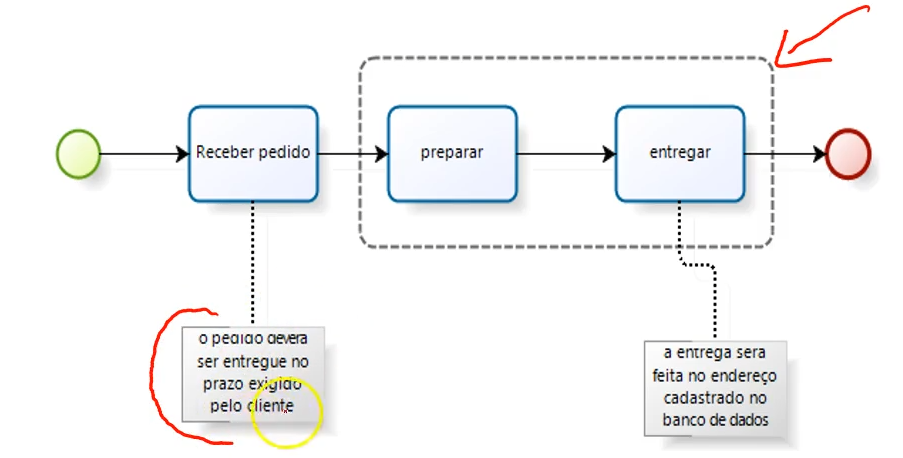 Receber pedido
preparar
entregar
o pedido devera
ser entregue no
prazo exigido
pelo cliente
a entrega sera
feita no endereço
cadastrado no
banco de dados